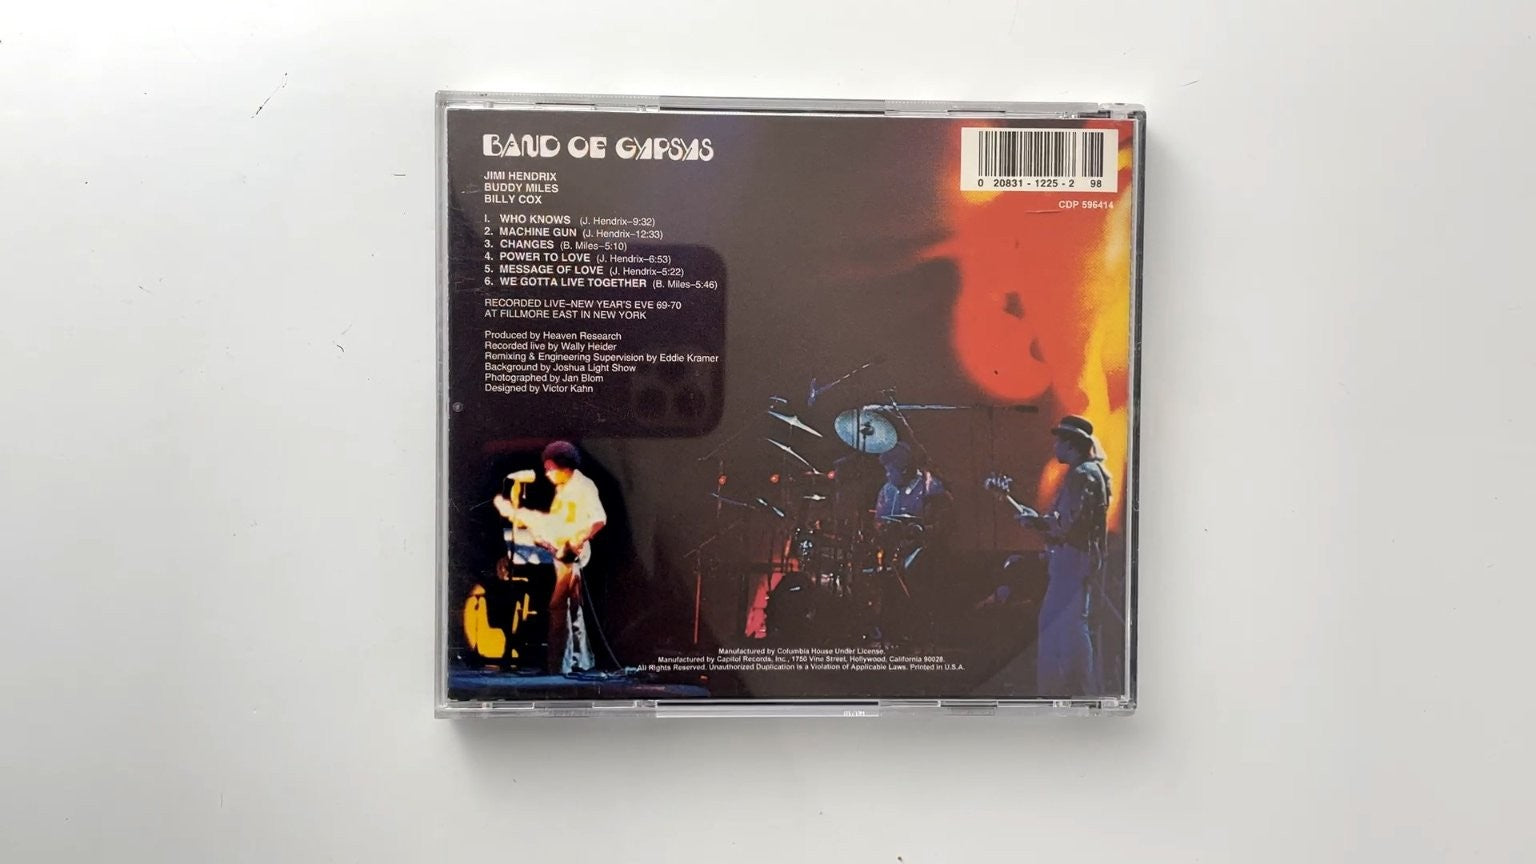 BAND OF GYPSYS
JIMI HENDRIX
BUDDY MILES
BILLY COX
1. WHO KNOWS (J. Hendrix–9:32)
2. MACHINE GUN (J. Hendrix–12:33)
3. CHANGES (B. Miles–5:10)
4. POWER TO LOVE (J. Hendrix–6:53)
5. MESSAGE OF LOVE (J. Hendrix–5:22)
6. WE GOTTA LIVE TOGETHER (B. Miles–5:46)
RECORDED LIVE–NEW YEAR'S EVE 69-70
AT FILLMORE EAST IN NEW YORK
Produced by Heaven Research
Recorded live by Wally Heider
Remixing & Engineering Supervision by Eddie Kramer
Background by Joshua Light Show
Photographed by Jan Blom
Designed by Victor Kahn
0 20831 - 1225 - 2 98
CDP 596414
Manufactured by Columbia House Under License.
Manufactured by Capitol Records, Inc., 1750 Vine Street, Hollywood, California 90028.
All Rights Reserved. Unauthorized Duplication is a Violation of Applicable Laws. Printed in U.S.A.